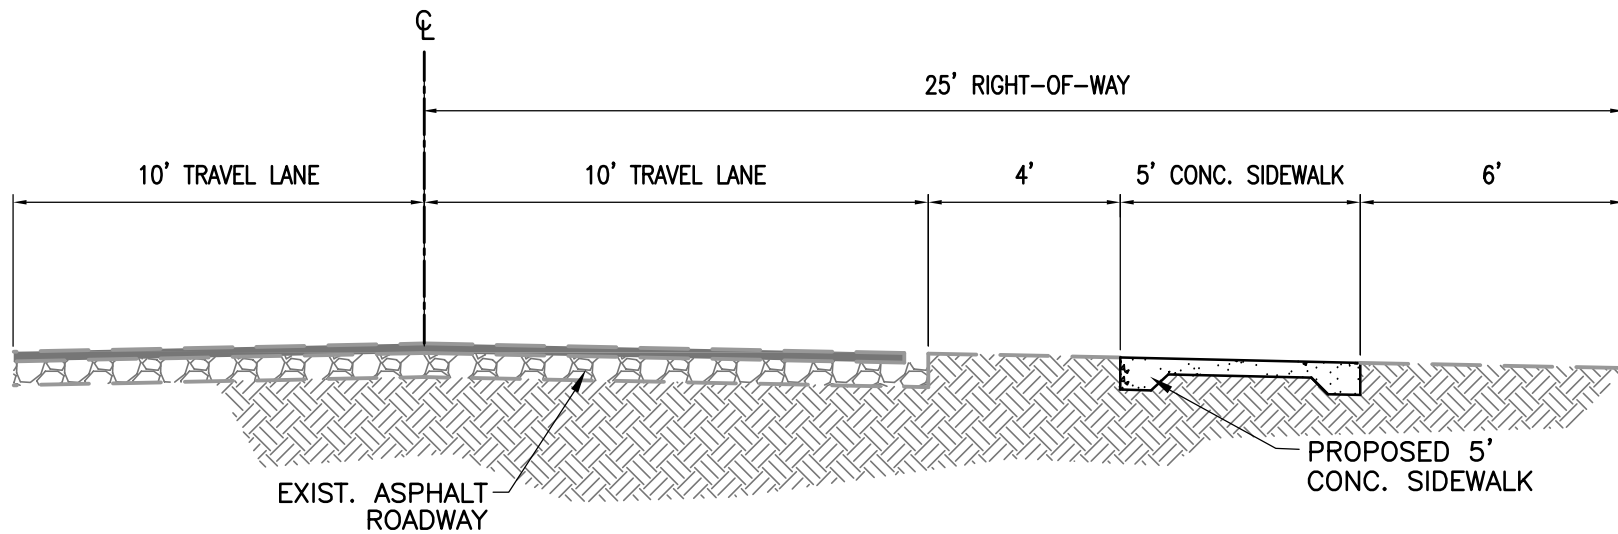 ℄
25' RIGHT-OF-WAY
10' TRAVEL LANE
10' TRAVEL LANE
4'
5' CONC. SIDEWALK
6'
EXIST. ASPHALT
ROADWAY
PROPOSED 5'
CONC. SIDEWALK